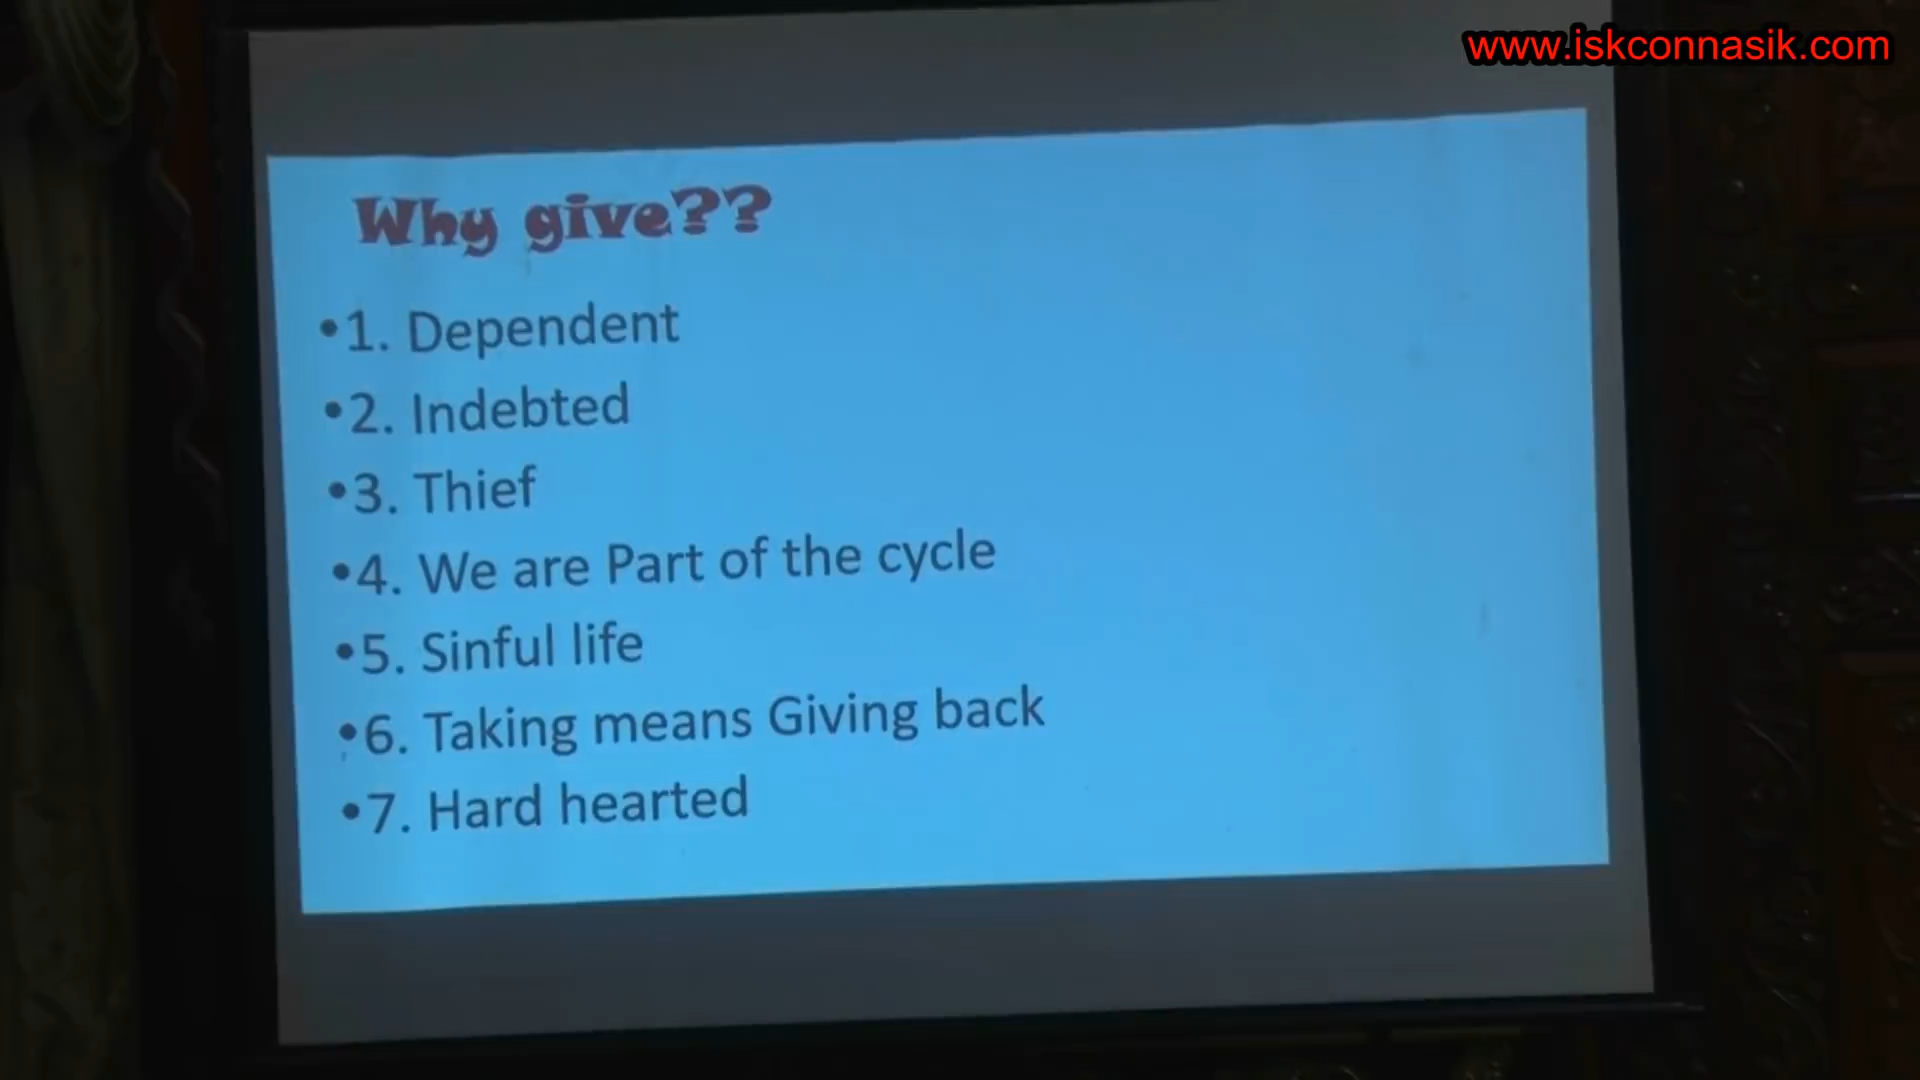 www.iskconnasik.com
Why give??
•1. Dependent
•2. Indebted
•3. Thief
•4. We are Part of the cycle
•5. Sinful life
•6. Taking means Giving back
•7. Hard hearted